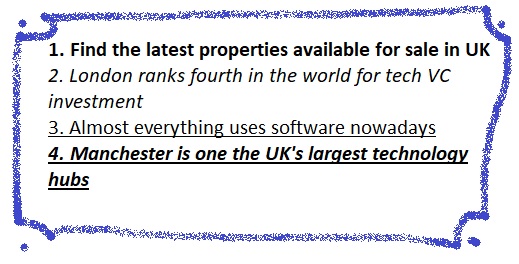 1. Find the latest properties available for sale in UK
2. London ranks fourth in the world for tech VC
investment
3. Almost everything uses software nowadays
4. Manchester is one the UK's largest technology
hubs